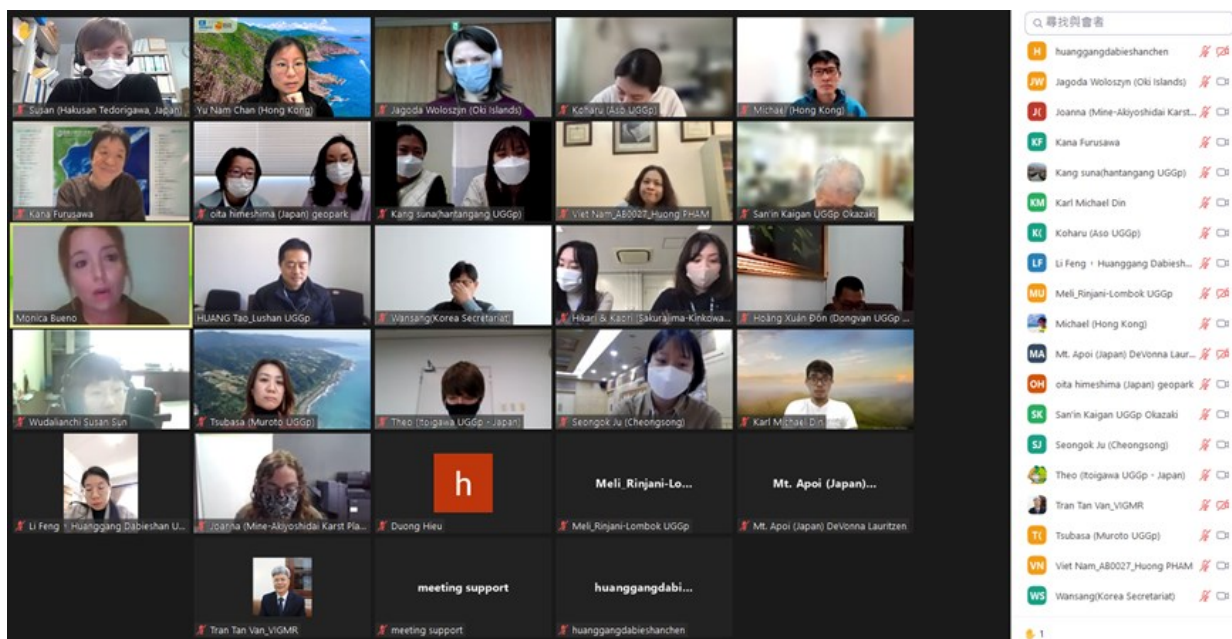 Susan (Hakusan Tedorigawa, Japan)
Yu Nam Chan (Hong Kong)
Jagoda Woloszyn (Oki Islands)
Koharu (Aso UGGp)
Michael (Hong Kong)
Kana Furusawa
oita himeshima (Japan) geopark
Kang suna(hantangang UGGp)
Viet Nam_AB0027_Huong PHAM
San'in Kaigan UGGp Okazaki
Monica Bueno
HUANG Tao_Lushan UGGp
Wansang(Korea Secretariat)
Hikari & Kaori (Sakurajima-Kinkowa...
Hoàng Xuân Đôn (Dongvan UGGp ...
Wudalianchi Susan Sun
Tsubasa (Muroto UGGp)
Theo (Itoigawa UGGp - Japan)
Seongok Ju (Cheongsong)
Karl Michael Din
h
Meli_Rinjani-Lo...
Mt. Apoi (Japan)...
Li Feng, Huanggang Dabieshan U...
Joanna (Mine-Akiyoshidai Karst Pla...
Duong Hieu
Meli_Rinjani-Lombok UGGp
Mt. Apoi (Japan) DeVonna Lauritzen
meeting support
huanggangdabi...
Tran Tan Van_VIGMR
meeting support
huanggangdabieshanchen
尋找與會者
H huanggangdabieshanchen
JW Jagoda Woloszyn (Oki Islands)
J( Joanna (Mine-Akiyoshidai Karst...
KF Kana Furusawa
Kang suna(hantangang UGGp)
KM Karl Michael Din
K( Koharu (Aso UGGp)
LF Li Feng, Huanggang Dabiesh...
MU Meli_Rinjani-Lombok UGGp
Michael (Hong Kong)
MA Mt. Apoi (Japan) DeVonna Laur...
OH oita himeshima (Japan) geopark
SK San'in Kaigan UGGp Okazaki
SJ Seongok Ju (Cheongsong)
Theo (Itoigawa UGGp - Japan)
Tran Tan Van_VIGMR
T( Tsubasa (Muroto UGGp)
VN Viet Nam_AB0027_Huong PHAM
WS Wansang(Korea Secretariat)
1